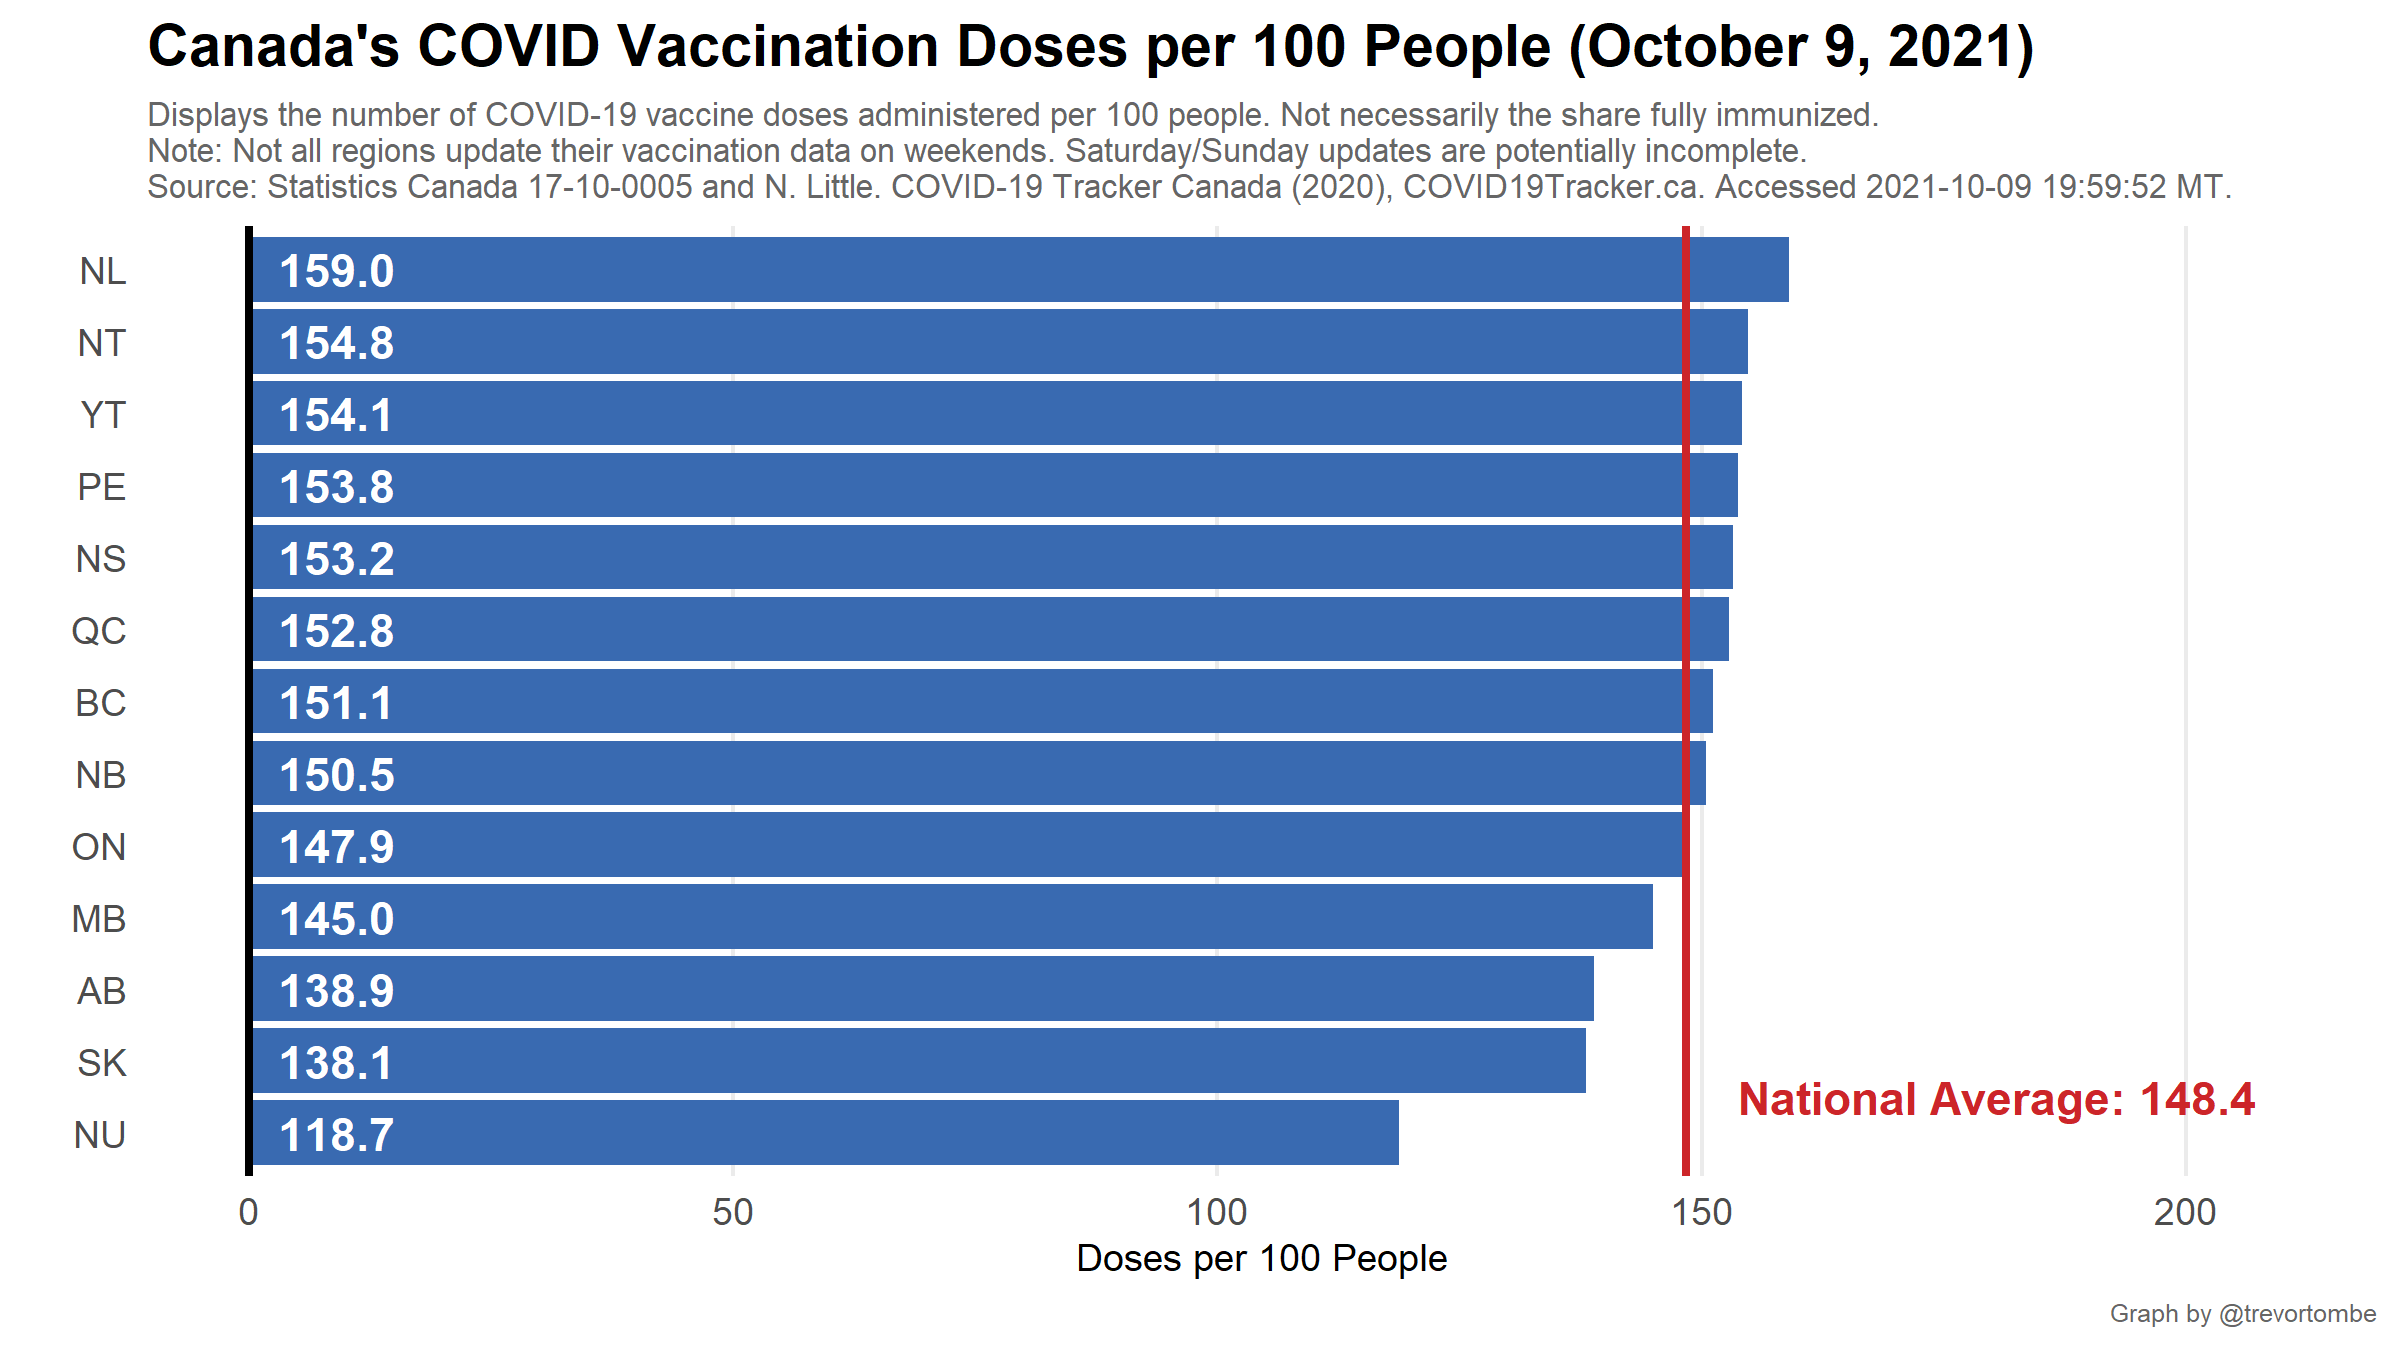 Canada's COVID Vaccination Doses per 100 People (October 9, 2021)
Displays the number of COVID-19 vaccine doses administered per 100 people. Not necessarily the share fully immunized.
Note: Not all regions update their vaccination data on weekends. Saturday/Sunday updates are potentially incomplete.
Source: Statistics Canada 17-10-0005 and N. Little. COVID-19 Tracker Canada (2020), COVID19Tracker.ca. Accessed 2021-10-09 19:59:52 MT.
NL 159.0
NT 154.8
YT 154.1
PE 153.8
NS 153.2
QC 152.8
BC 151.1
NB 150.5
ON 147.9
MB 145.0
AB 138.9
SK 138.1
National Average: 148.4
NU 118.7
0 50 100 150 200
Doses per 100 People
Graph by @trevortombe